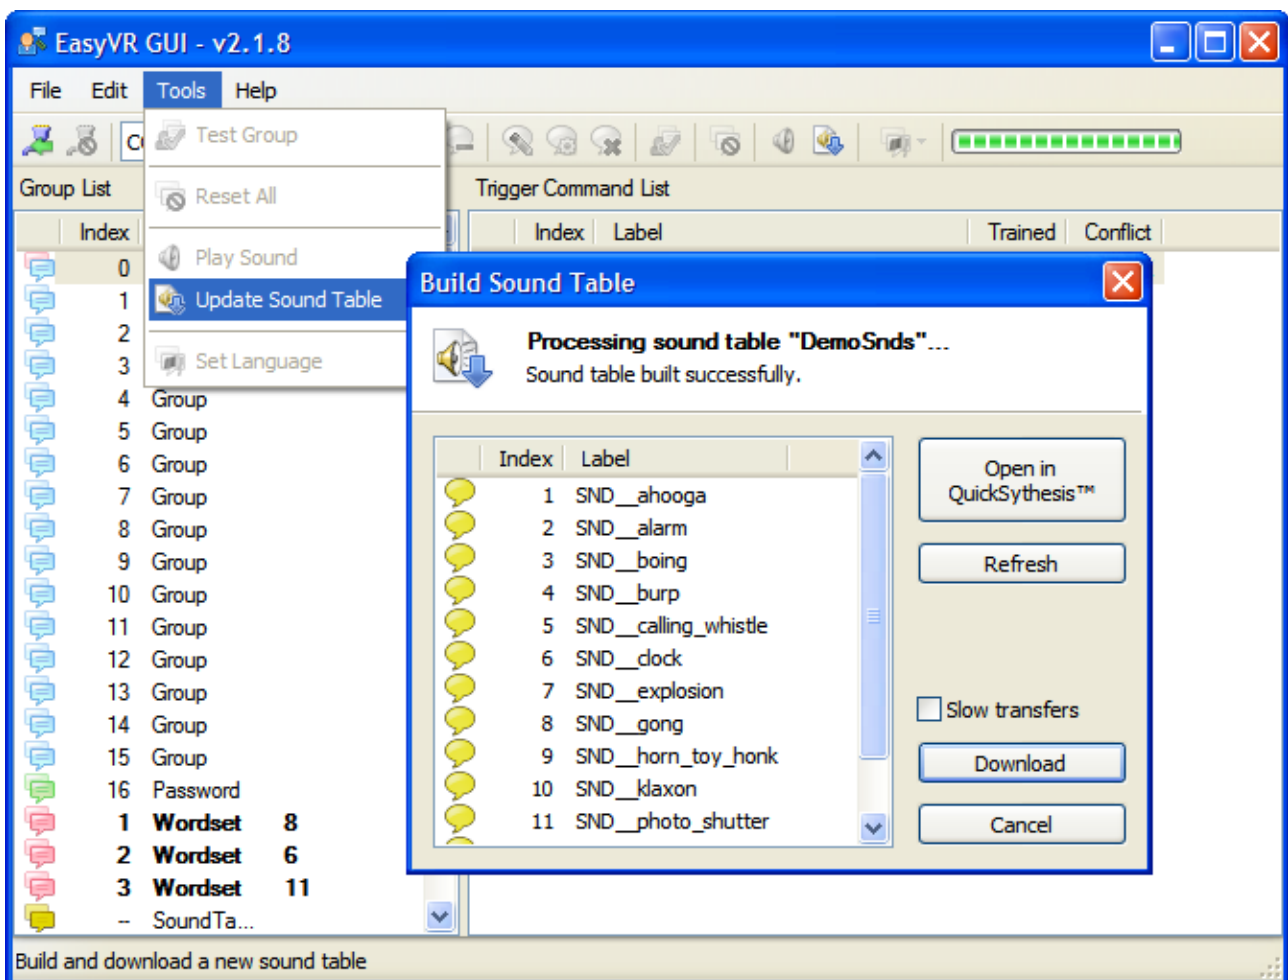 EasyVR GUI - v2.1.8
File Edit Tools Help
Test Group
Reset All
Play Sound
Update Sound Table
Set Language
Group List
Trigger Command List
Index
Index Label Trained Conflict
0
1
2
3
4 Group
5 Group
6 Group
7 Group
8 Group
9 Group
10 Group
11 Group
12 Group
13 Group
14 Group
15 Group
16 Password
1 Wordset 8
2 Wordset 6
3 Wordset 11
-- SoundTa...
Build Sound Table
Processing sound table "DemoSnds"...
Sound table built successfully.
Index Label
1 SND__ahooga
2 SND__alarm
3 SND__boing
4 SND__burp
5 SND__calling_whistle
6 SND__clock
7 SND__explosion
8 SND__gong
9 SND__horn_toy_honk
10 SND__klaxon
11 SND__photo_shutter
Open in
QuickSythesis™
Refresh
Slow transfers
Download
Cancel
Build and download a new sound table